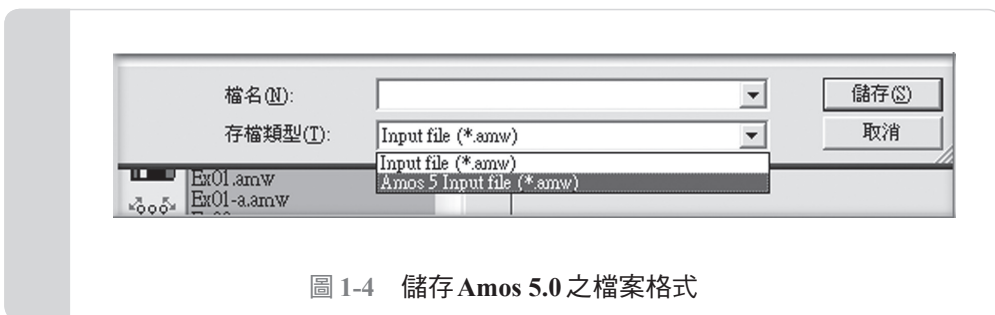 檔名(N):
儲存(S)
存檔類型(T):
Input file (*.amw)
取消
Input file (*.amw)
Amos 5 Input file (*.amw)
Ex01.amw
Ex01-a.amw
圖 1-4 儲存 Amos 5.0 之檔案格式